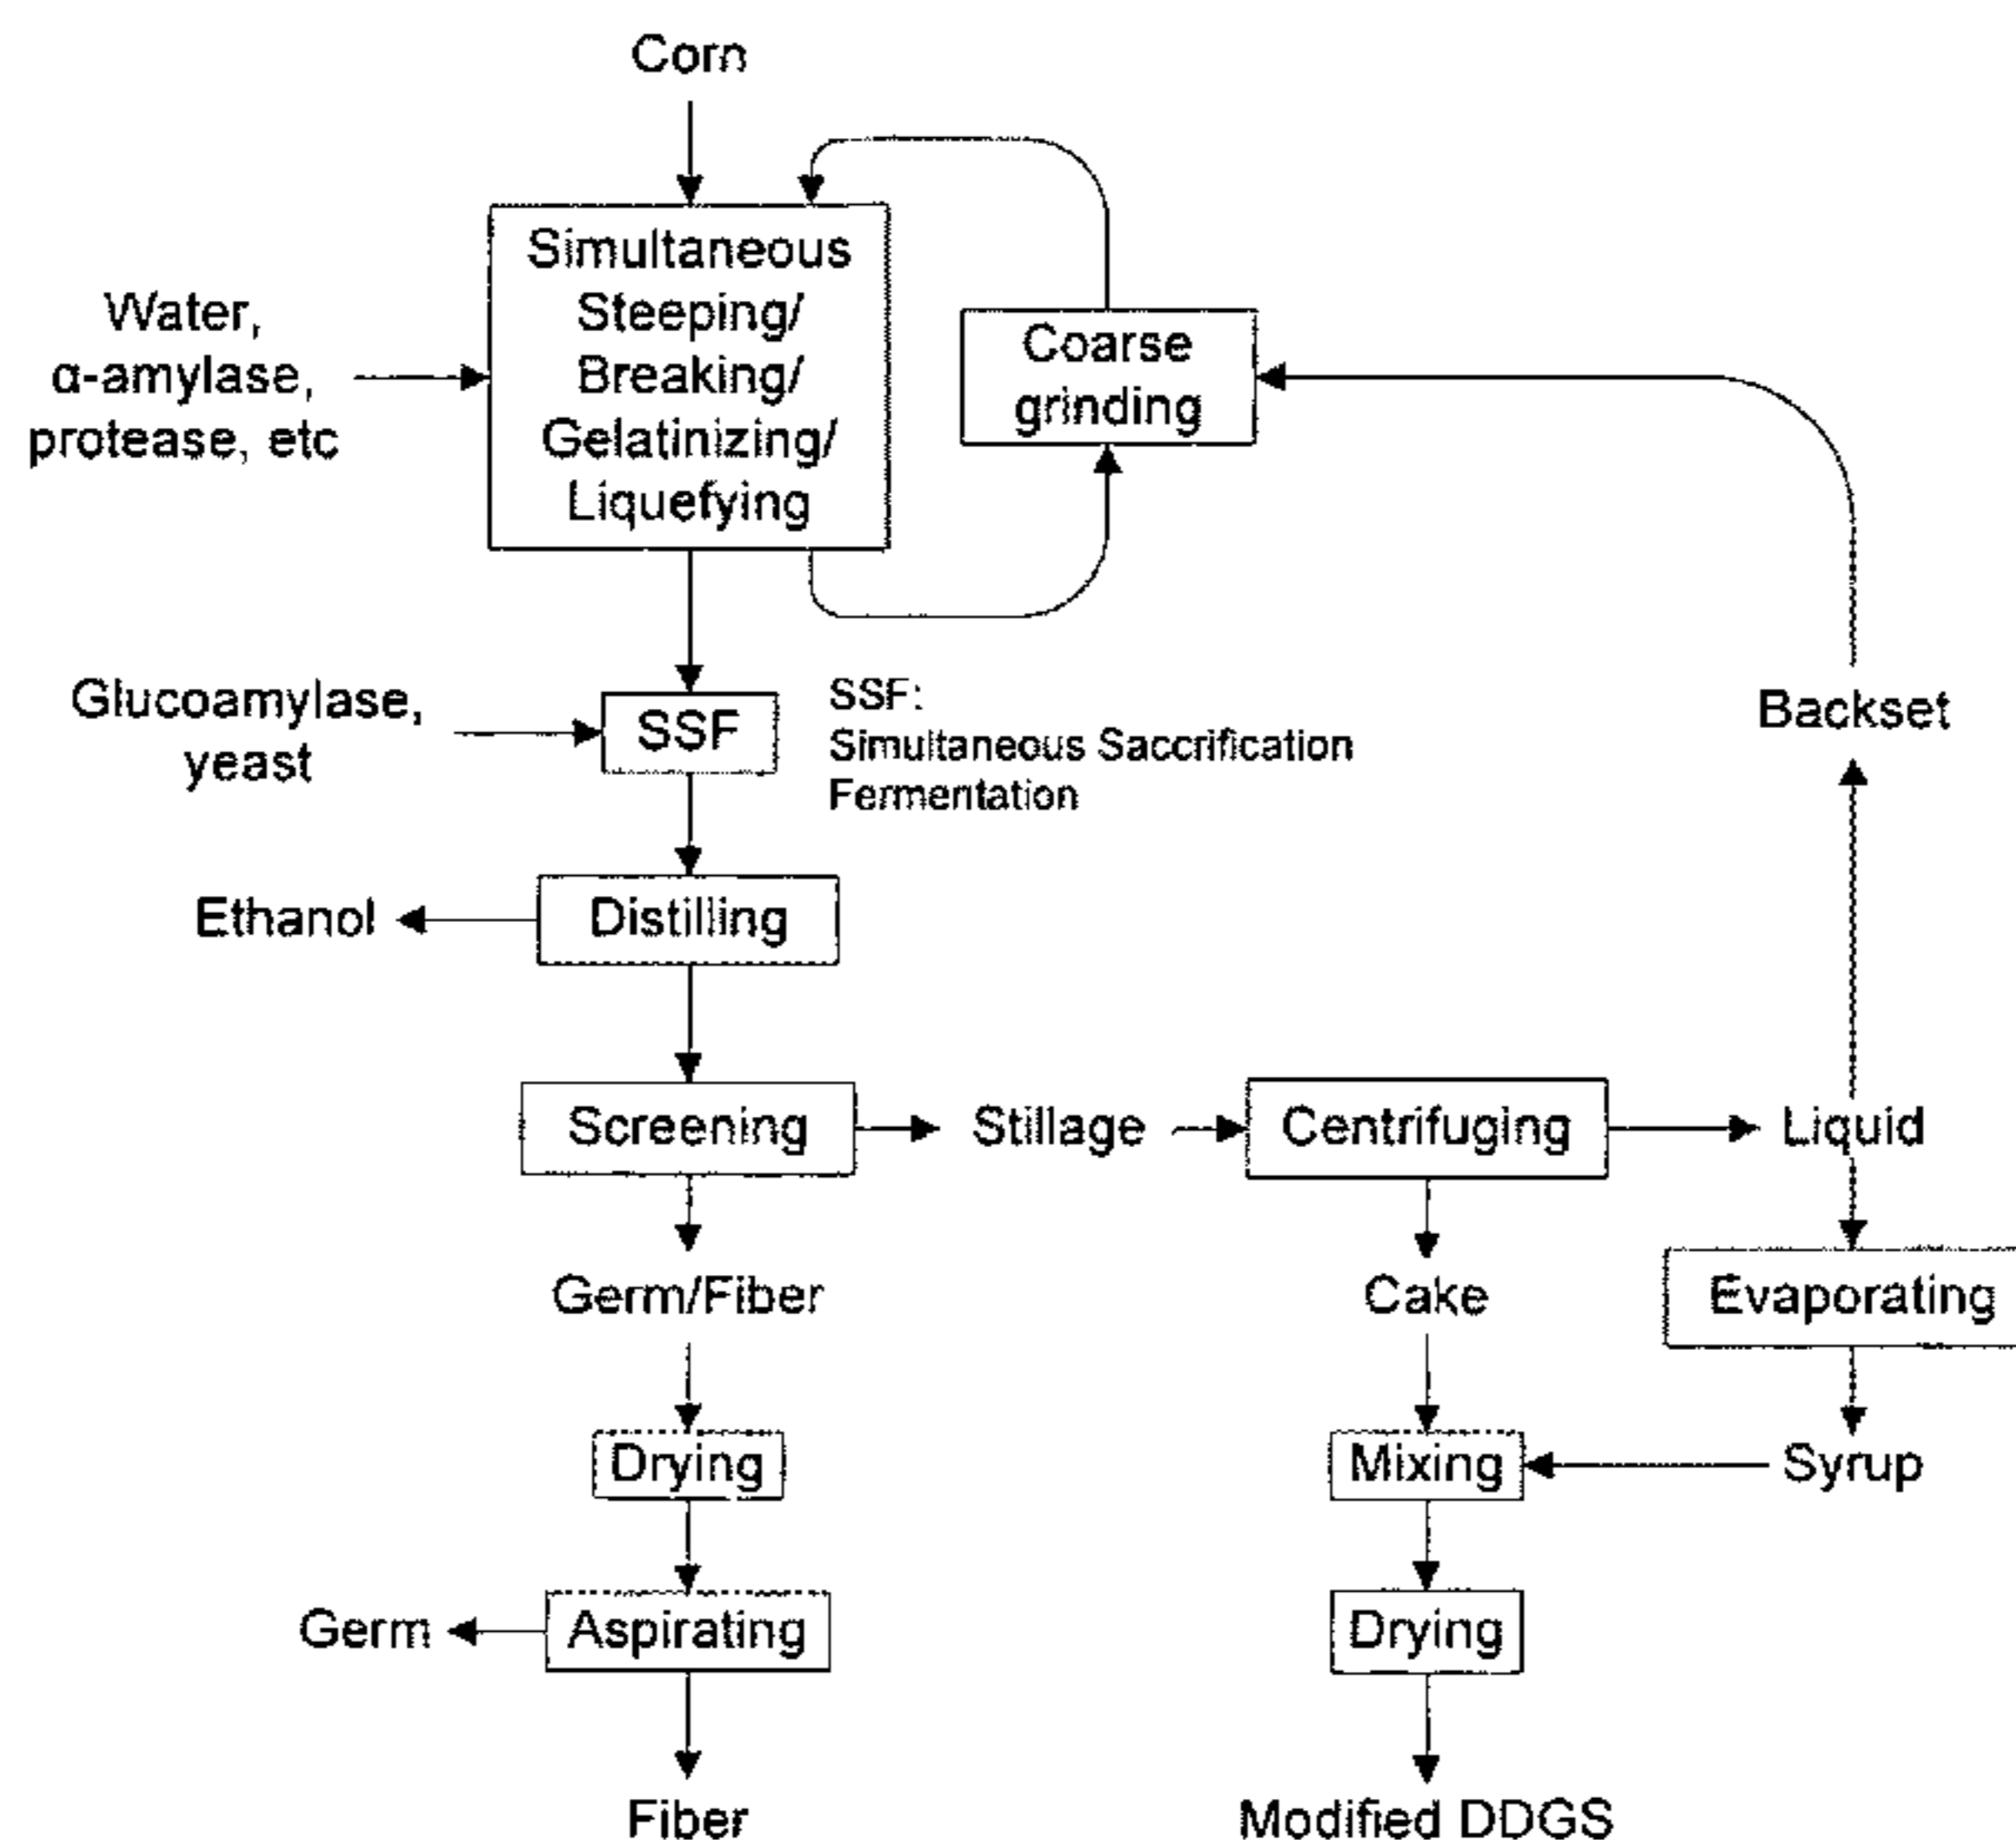 Corn
Simultaneous
Steeping/
Breaking/
Gelatinizing/
Liquefying
Water,
α-amylase,
protease, etc
Coarse
grinding
Glucoamylase,
yeast
SSF
SSF:
Simultaneous Saccrification
Fermentation
Backset
Ethanol
Distilling
Screening
Stillage
Centrifuging
Liquid
Germ/Fiber
Cake
Evaporating
Drying
Mixing
Syrup
Germ
Aspirating
Drying
Fiber
Modified DDGS